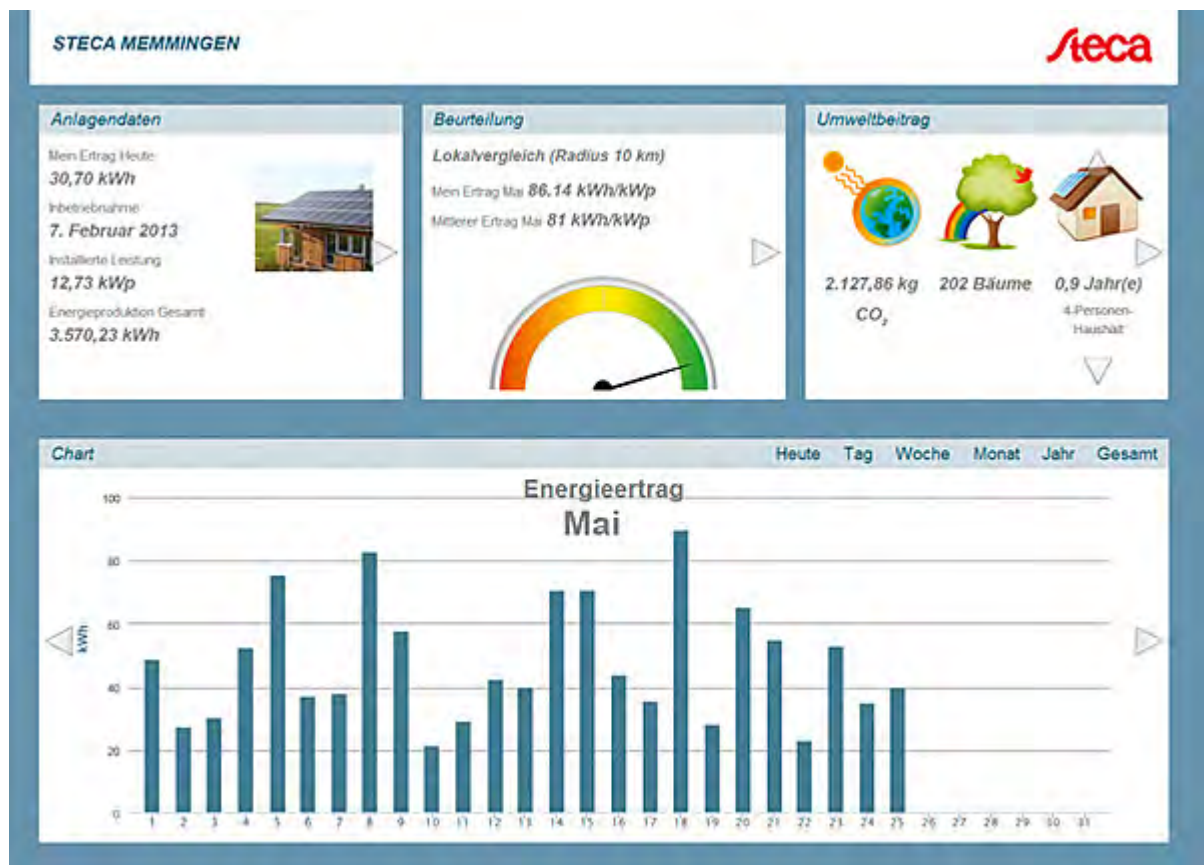 STECA MEMMINGEN
Steca
Anlagendaten
Mein Ertrag Heute
30,70 kWh
Inbetriebnahme
7. Februar 2013
Installierte Leistung
12,73 kWp
Energieproduktion Gesamt
3.570,23 kWh
Beurteilung
Lokalvergleich (Radius 10 km)
Mein Ertrag Mai 86.14 kWh/kWp
Mittlerer Ertrag Mai 81 kWh/kWp
Umweltbeitrag
2.127,86 kg
CO₂
202 Bäume
0,9 Jahr(e)
4-Personen-
Haushalt
Chart
Heute Tag Woche Monat Jahr Gesamt
Energieertrag
Mai
kWh
100
80
60
40
20
0
1 2 3 4 5 6 7 8 9 10 11 12 13 14 15 16 17 18 19 20 21 22 23 24 25 26 27 28 29 30 31